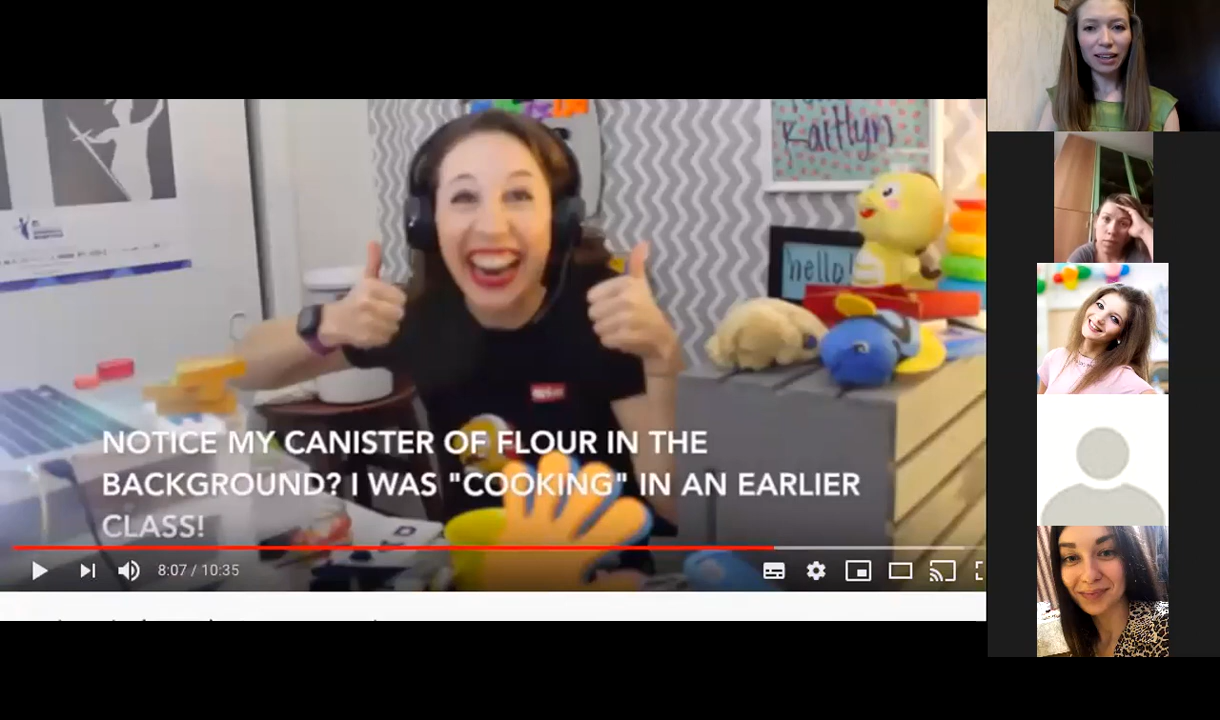 Kaitlyn
hello!
NOTICE MY CANISTER OF FLOUR IN THE
BACKGROUND? I WAS "COOKING" IN AN EARLIER
CLASS!
8:07 / 10:35